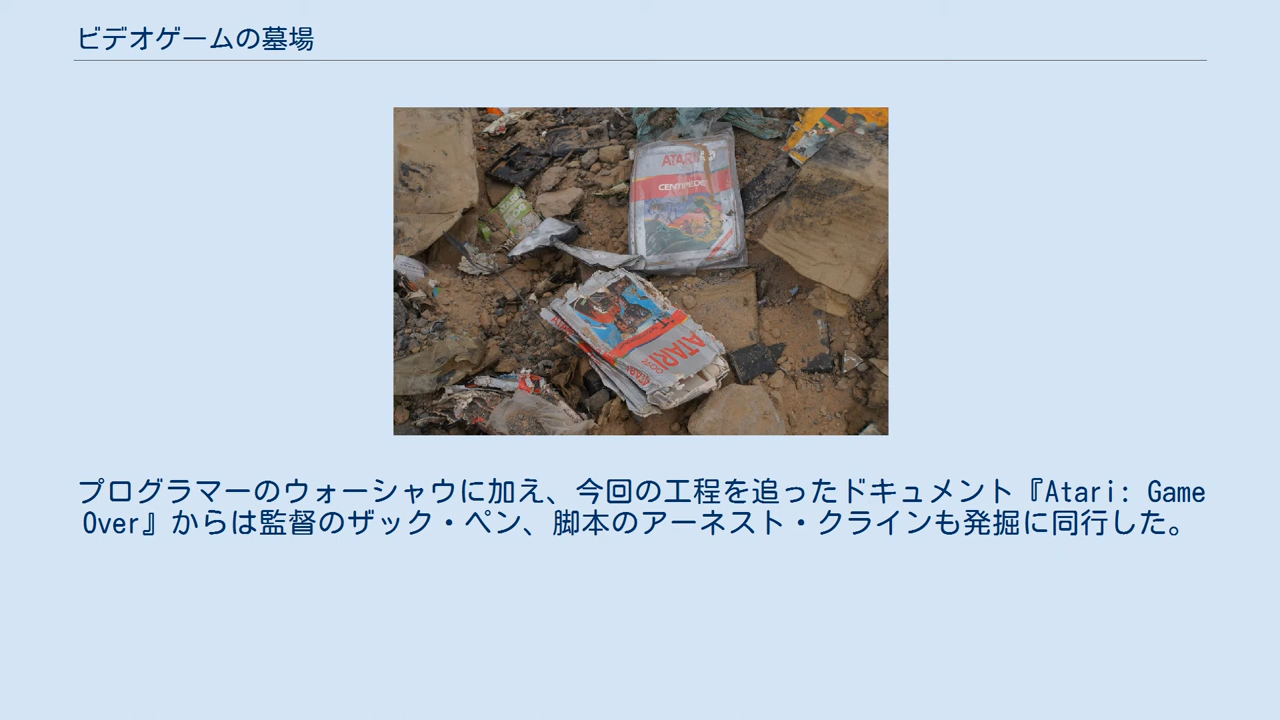 ビデオゲームの墓場
ATARI
CENTIPEDE
ATARI
ATARI
プログラマーのウォーシャウに加え、今回の工程を追ったドキュメント『Atari: Game
Over』からは監督のザック・ペン、脚本のアーネスト・クラインも発掘に同行した。